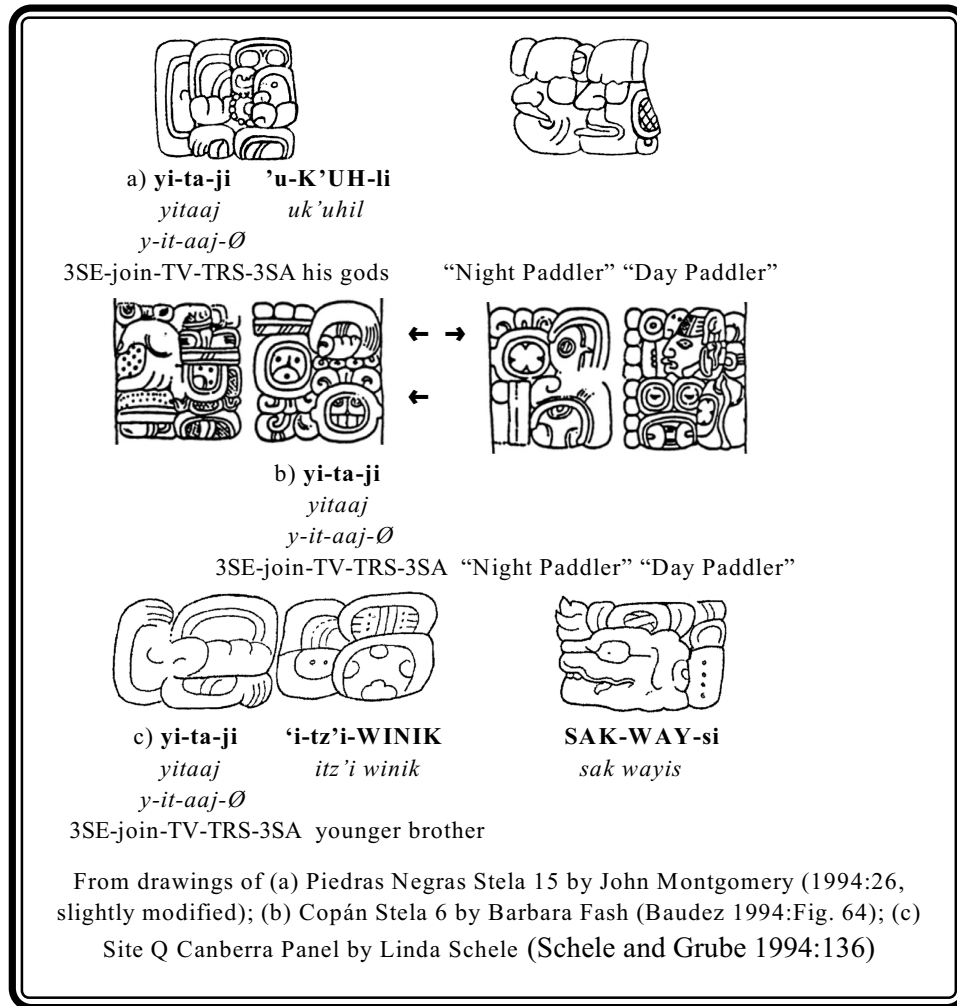 a) yi-ta-ji ’u-K’UH-li
yitaaj uk’uhil
y-it-aaj-Ø
3SE-join-TV-TRS-3SA his gods “Night Paddler” “Day Paddler”
← →
←
b) yi-ta-ji
yitaaj
y-it-aaj-Ø
3SE-join-TV-TRS-3SA “Night Paddler” “Day Paddler”
c) yi-ta-ji ‘i-tz’i-WINIK SAK-WAY-si
yitaaj itz’i winik sak wayis
y-it-aaj-Ø
3SE-join-TV-TRS-3SA younger brother
From drawings of (a) Piedras Negras Stela 15 by John Montgomery (1994:26,
slightly modified); (b) Copán Stela 6 by Barbara Fash (Baudez 1994:Fig. 64); (c)
Site Q Canberra Panel by Linda Schele (Schele and Grube 1994:136)